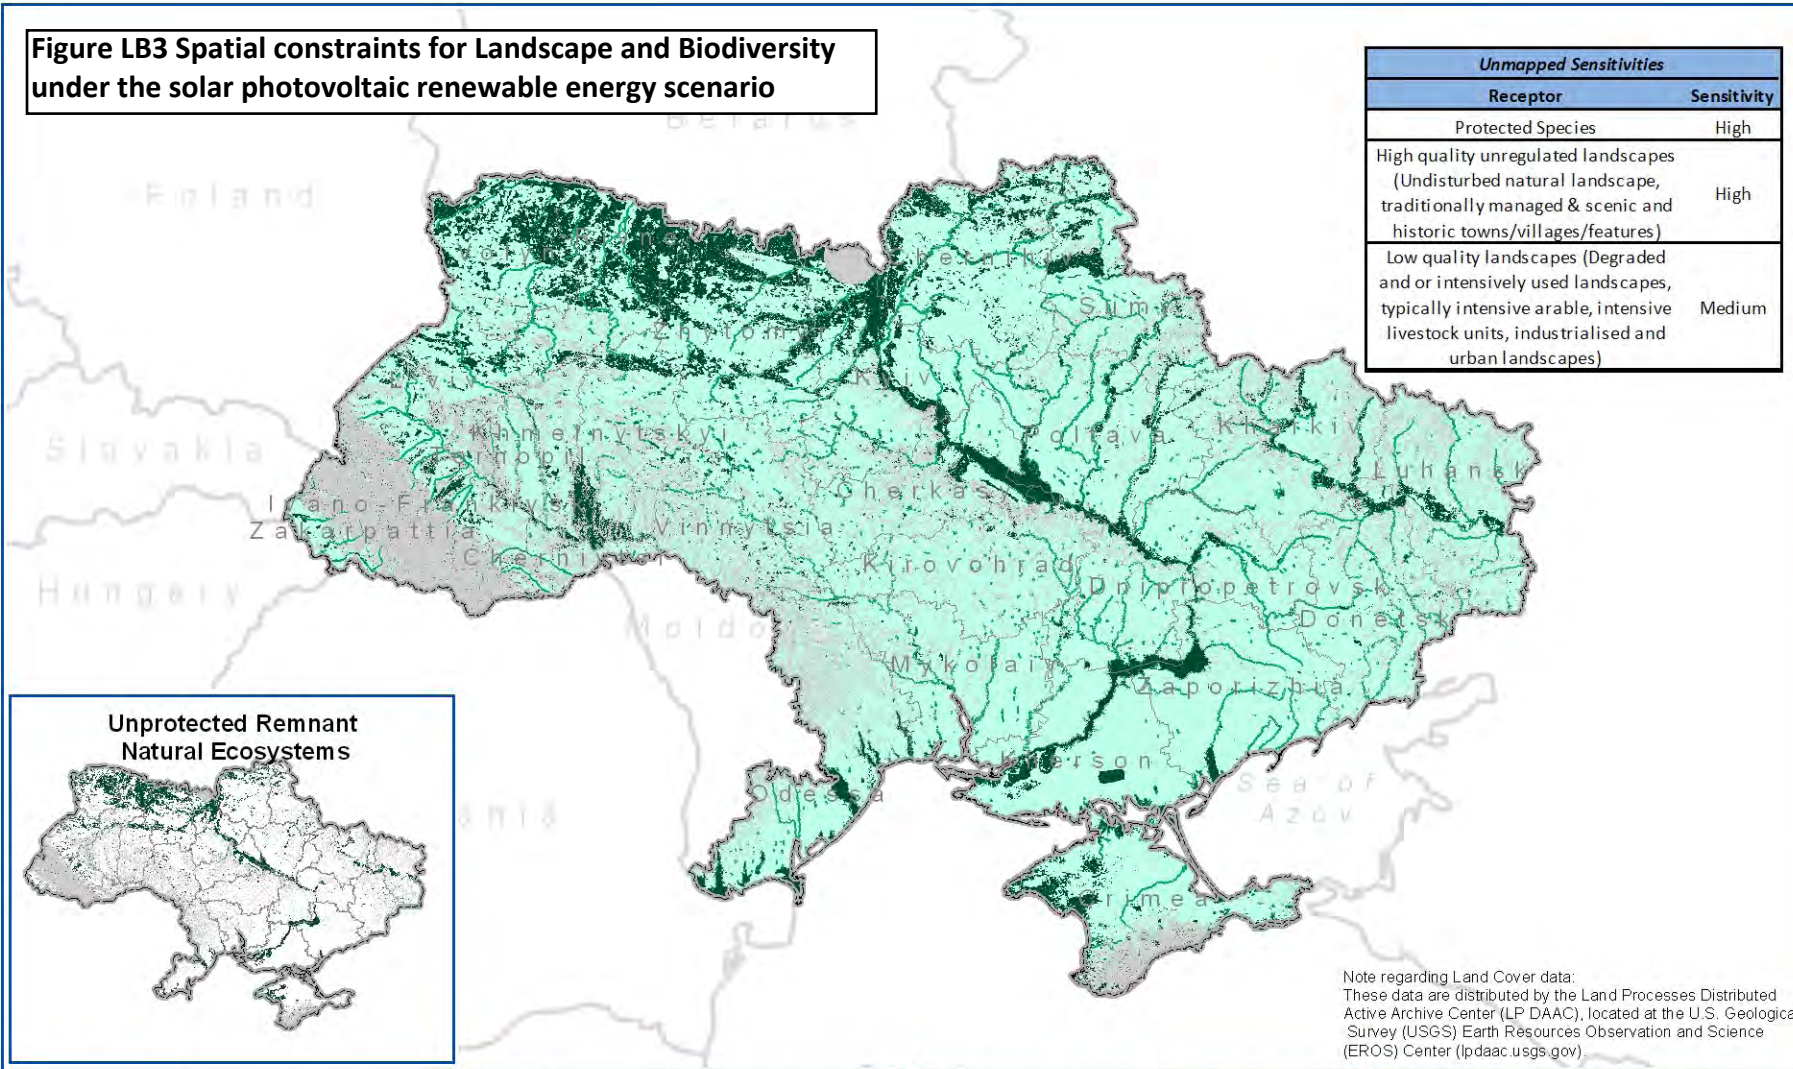 Figure LB3 Spatial constraints for Landscape and Biodiversity
under the solar photovoltaic renewable energy scenario
Unmapped Sensitivities
Receptor Sensitivity
Protected Species High
High quality unregulated landscapes
(Undisturbed natural landscape,
traditionally managed & scenic and
historic towns/villages/features)
High
Low quality landscapes (Degraded
and or intensively used landscapes,
typically intensive arable, intensive
livestock units, industrialised and
urban landscapes)
Medium
Belarus
Poland
Slovakia
Hungary
Moldo
ania
Sea of
Azov
Volyn
Chernihiv
Sumy
Zhytomyr
Kyiv
Lviv
Khmelnytskyi
Ternopil
Poltava
Kharkiv
Luhansk
Cherkasy
Ivano-Frankivsk
Zakarpattia
Vinnytsia
Chernivtsi
Kirovohrad
Dnipropetrovsk
Donetsk
Mykolaiv
Zaporizhia
Kherson
Odessa
Crimea
Unprotected Remnant
Natural Ecosystems
Note regarding Land Cover data:
These data are distributed by the Land Processes Distributed
Active Archive Center (LP DAAC), located at the U.S. Geologica
Survey (USGS) Earth Resources Observation and Science
(EROS) Center (lpdaac.usgs.gov).